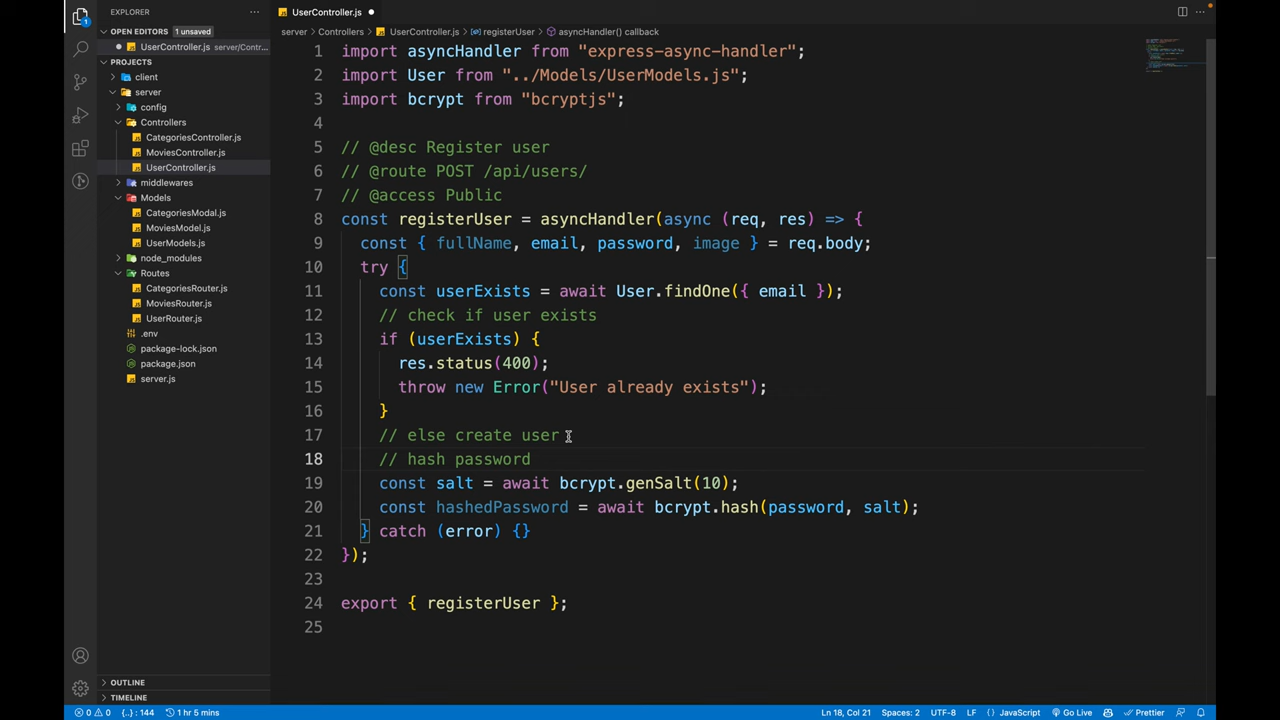 EXPLORER
OPEN EDITORS 1 unsaved
UserController.js server/Contr...
PROJECTS
client
server
config
Controllers
CategoriesController.js
MoviesController.js
UserController.js
middlewares
Models
CategoriesModal.js
MoviesModel.js
UserModels.js
node_modules
Routes
CategoriesRouter.js
MoviesRouter.js
UserRouter.js
.env
package-lock.json
package.json
server.js
OUTLINE
TIMELINE
UserController.js
server > Controllers > UserController.js > registerUser > asyncHandler() callback
1 import asyncHandler from "express-async-handler";
2 import User from "../Models/UserModels.js";
3 import bcrypt from "bcryptjs";
4
5 // @desc Register user
6 // @route POST /api/users/
7 // @access Public
8 const registerUser = asyncHandler(async (req, res) => {
9 const { fullName, email, password, image } = req.body;
10 try {
11 const userExists = await User.findOne({ email });
12 // check if user exists
13 if (userExists) {
14 res.status(400);
15 throw new Error("User already exists");
16 }
17 // else create user
18 // hash password
19 const salt = await bcrypt.genSalt(10);
20 const hashedPassword = await bcrypt.hash(password, salt);
21 } catch (error) {}
22 });
23
24 export { registerUser };
25
0 0 {..} : 144 1 hr 5 mins Ln 18, Col 21 Spaces: 2 UTF-8 LF { } JavaScript Go Live Prettier